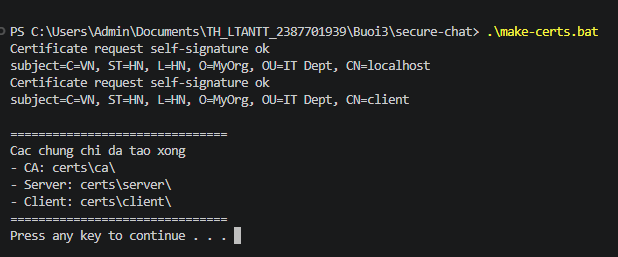 PS C:\Users\Admin\Documents\TH_LTANTT_2387701939\Buoi3\secure-chat> .\make-certs.bat
Certificate request self-signature ok
subject=C=VN, ST=HN, L=HN, O=MyOrg, OU=IT Dept, CN=localhost
Certificate request self-signature ok
subject=C=VN, ST=HN, L=HN, O=MyOrg, OU=IT Dept, CN=client
===============================
Cac chung chi da tao xong
- CA: certs\ca\
- Server: certs\server\
- Client: certs\client\
===============================
Press any key to continue . . .